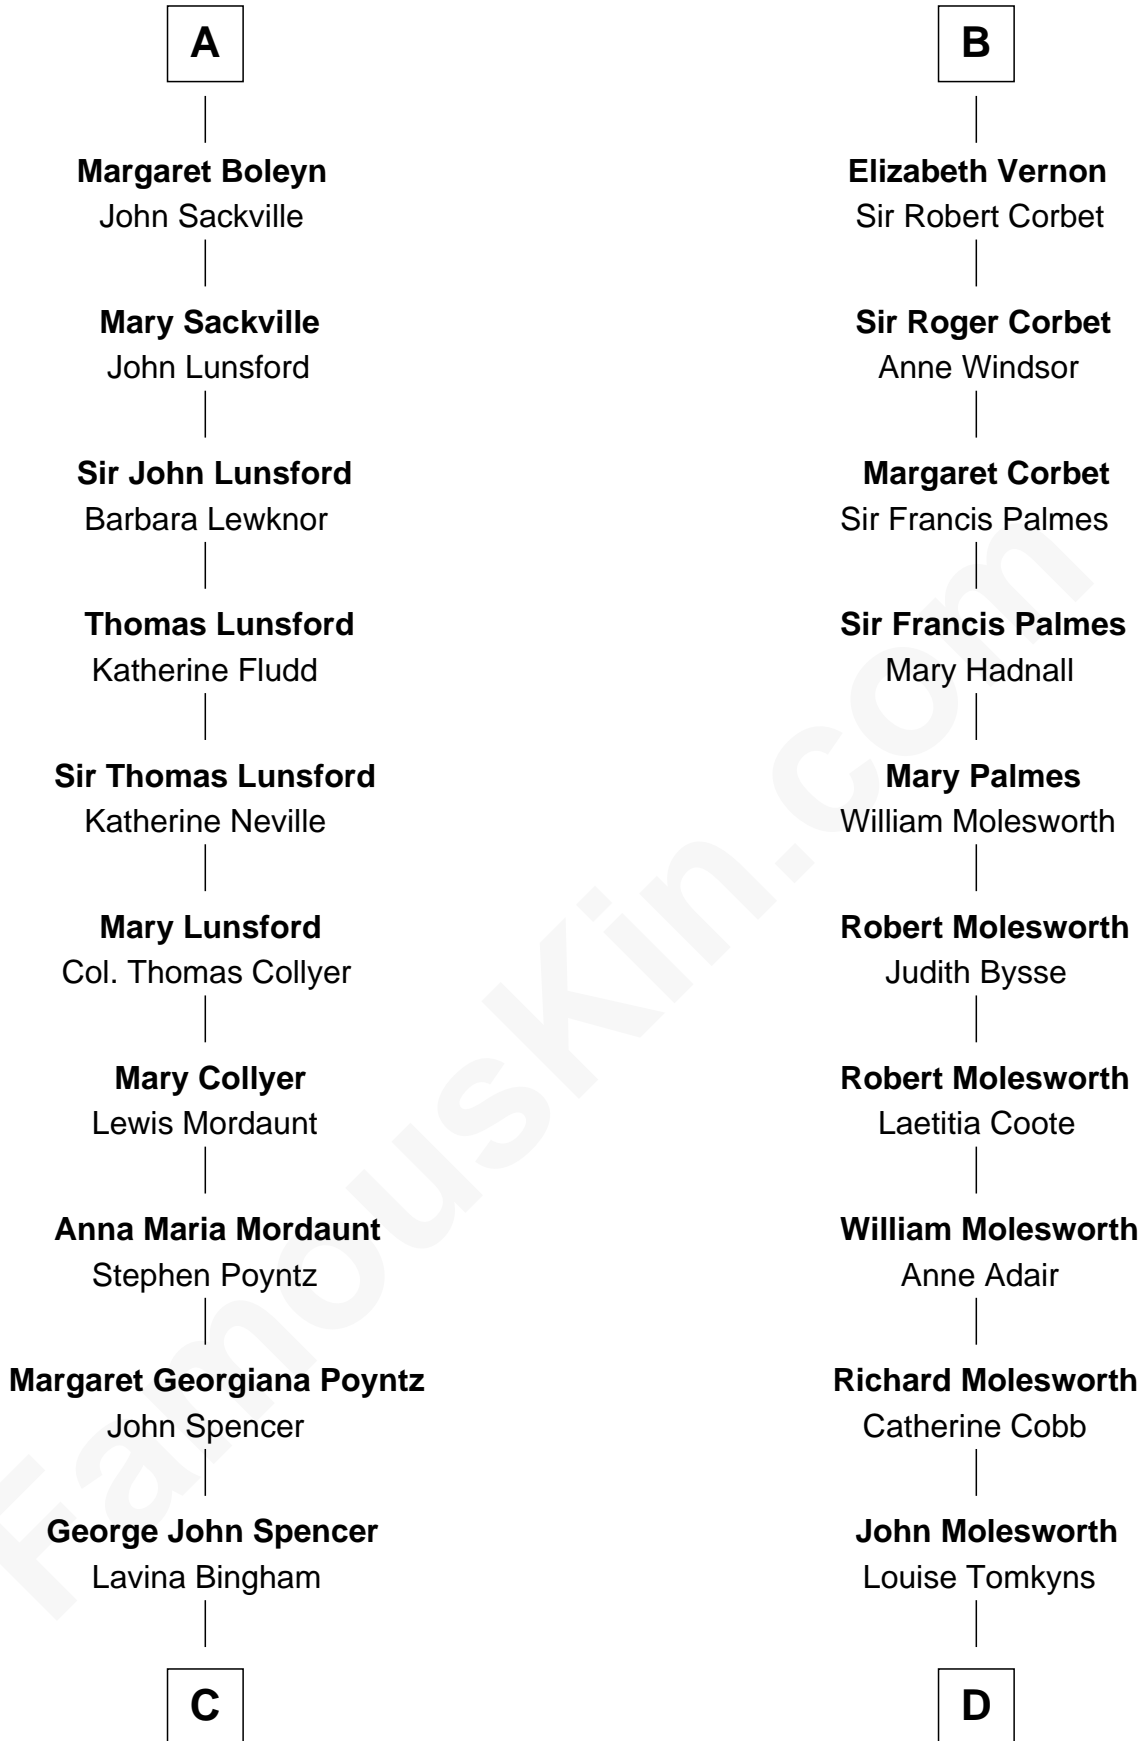 A
Margaret Boleyn
John Sackville
Mary Sackville
John Lunsford
Sir John Lunsford
Barbara Lewknor
Thomas Lunsford
Katherine Fludd
Sir Thomas Lunsford
Katherine Neville
Mary Lunsford
Col. Thomas Collyer
Mary Collyer
Lewis Mordaunt
Anna Maria Mordaunt
Stephen Poyntz
Margaret Georgiana Poyntz
John Spencer
George John Spencer
Lavina Bingham
C
B
Elizabeth Vernon
Sir Robert Corbet
Sir Roger Corbet
Anne Windsor
Margaret Corbet
Sir Francis Palmes
Sir Francis Palmes
Mary Hadnall
Mary Palmes
William Molesworth
Robert Molesworth
Judith Bysse
Robert Molesworth
Laetitia Coote
William Molesworth
Anne Adair
Richard Molesworth
Catherine Cobb
John Molesworth
Louise Tomkyns
D
FamousKin.com